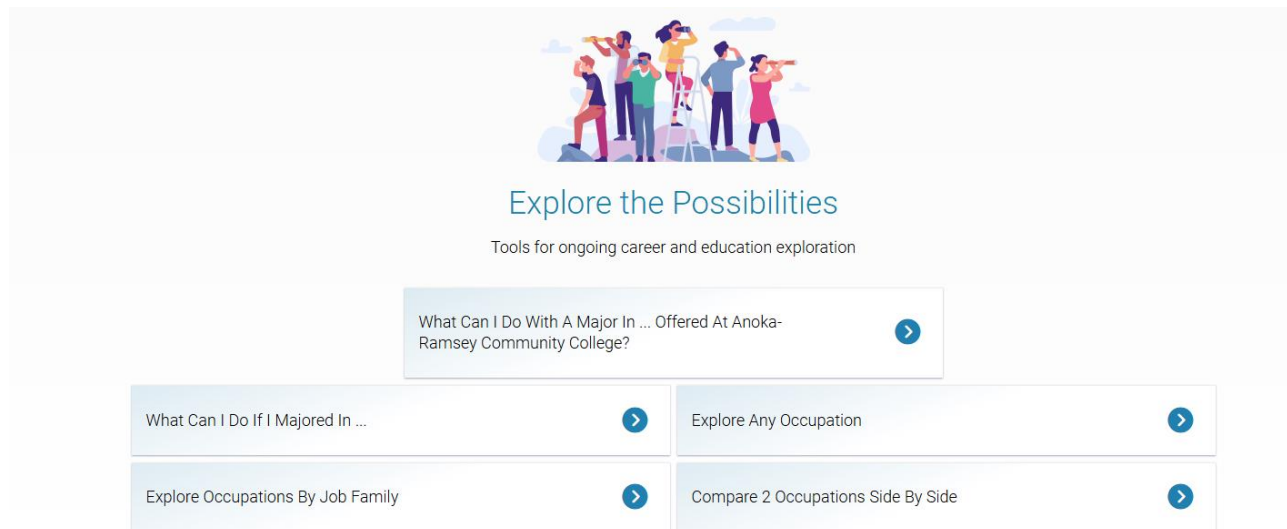 Explore the Possibilities
Tools for ongoing career and education exploration
What Can I Do With A Major In ... Offered At Anoka-
Ramsey Community College?
What Can I Do If I Majored In ...
Explore Any Occupation
Explore Occupations By Job Family
Compare 2 Occupations Side By Side